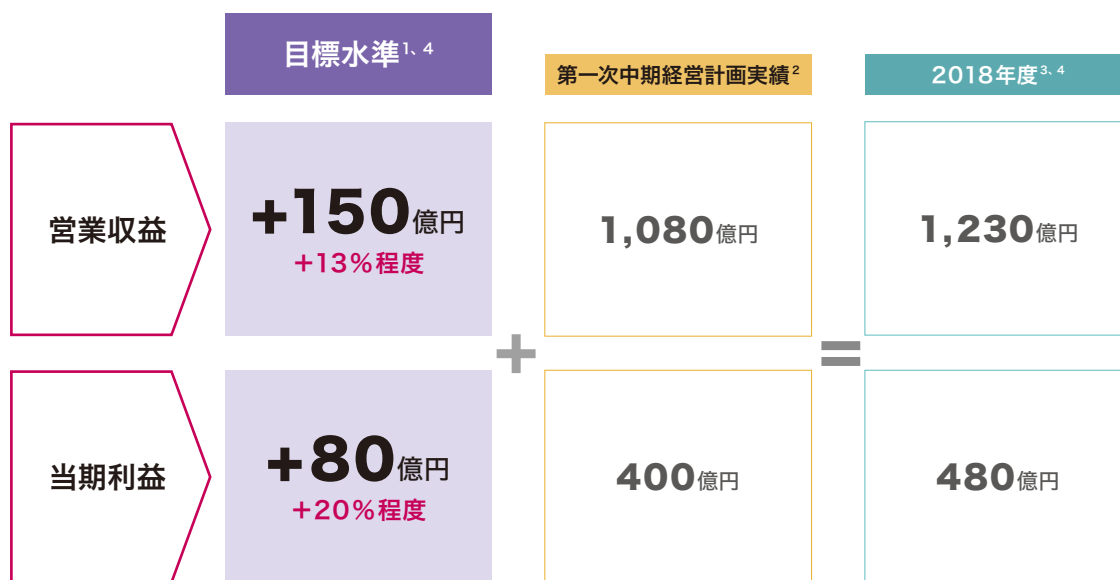 目標水準1、4
第一次中期経営計画実績2
2018年度3、4
営業収益
+150億円
+13%程度
1,080億円
1,230億円
+
=
当期利益
+80億円
+20%程度
400億円
480億円